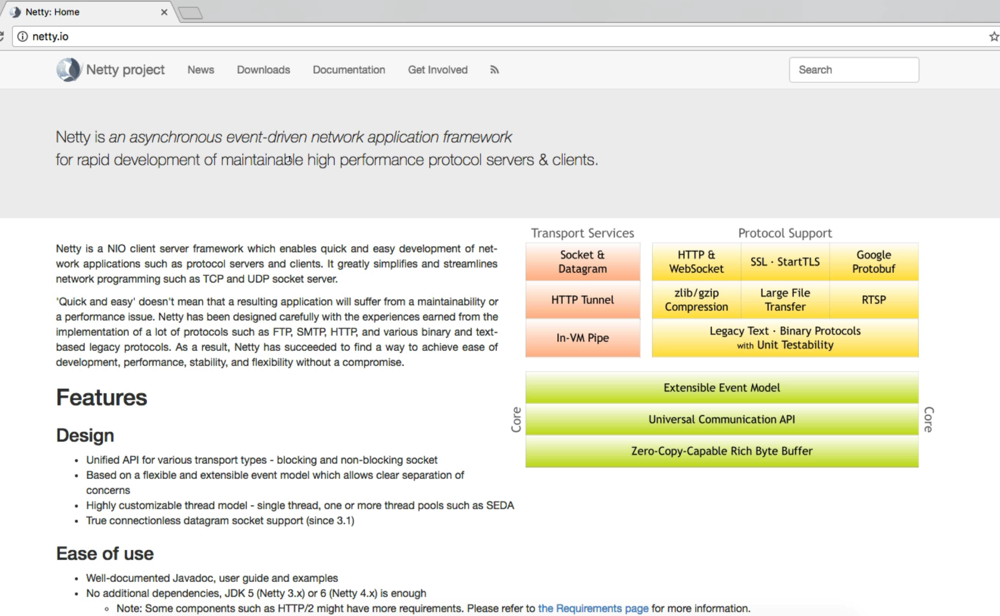 Netty: Home
netty.io
Netty project
News
Downloads
Documentation
Get Involved
Search
Netty is an asynchronous event-driven network application framework
for rapid development of maintainable high performance protocol servers & clients.
Netty is a NIO client server framework which enables quick and easy development of net-
work applications such as protocol servers and clients. It greatly simplifies and streamlines
network programming such as TCP and UDP socket server.
'Quick and easy' doesn't mean that a resulting application will suffer from a maintainability or
a performance issue. Netty has been designed carefully with the experiences earned from the
implementation of a lot of protocols such as FTP, SMTP, HTTP, and various binary and text-
based legacy protocols. As a result, Netty has succeeded to find a way to achieve ease of
development, performance, stability, and flexibility without a compromise.
Features
Design
• Unified API for various transport types - blocking and non-blocking socket
• Based on a flexible and extensible event model which allows clear separation of
concerns
• Highly customizable thread model - single thread, one or more thread pools such as SEDA
• True connectionless datagram socket support (since 3.1)
Ease of use
• Well-documented Javadoc, user guide and examples
• No additional dependencies, JDK 5 (Netty 3.x) or 6 (Netty 4.x) is enough
◦ Note: Some components such as HTTP/2 might have more requirements. Please refer to the Requirements page for more information.
Transport Services
Socket &
Datagram
HTTP Tunnel
In-VM Pipe
Protocol Support
HTTP &
WebSocket
SSL · StartTLS
Google
Protobuf
zlib/gzip
Compression
Large File
Transfer
RTSP
Legacy Text · Binary Protocols
with Unit Testability
Core
Extensible Event Model
Universal Communication API
Zero-Copy-Capable Rich Byte Buffer
Core